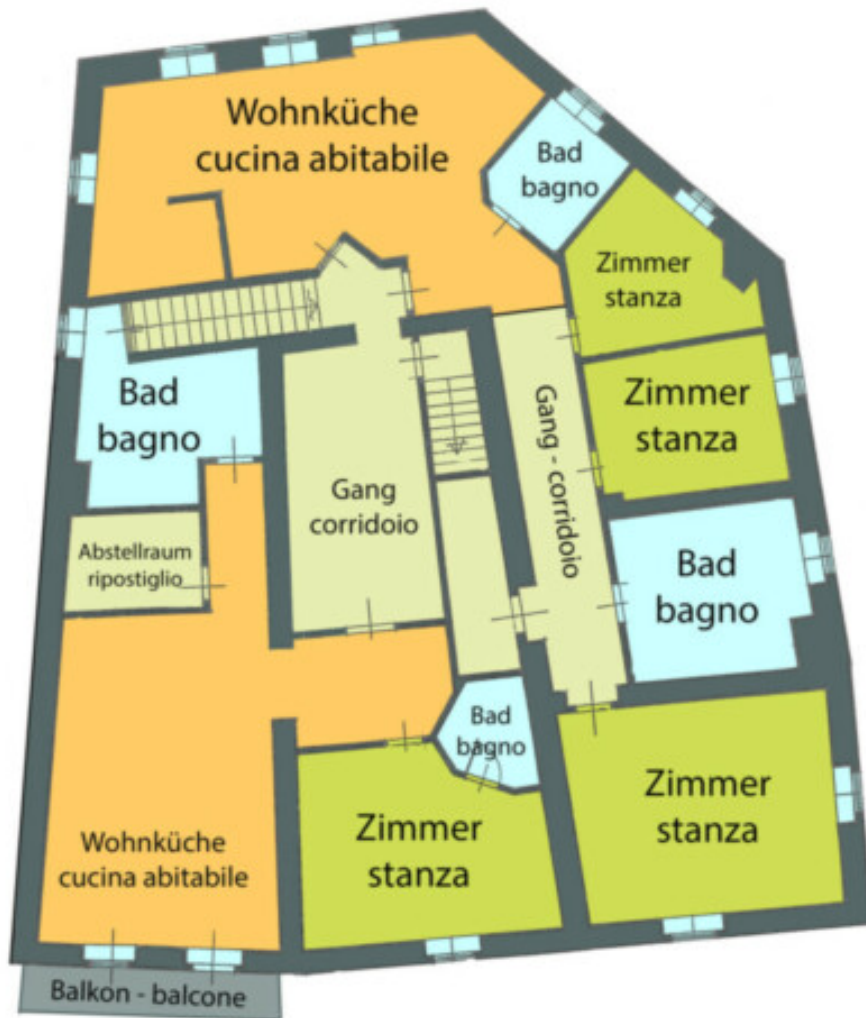 Wohnküche
cucina abitabile
Bad
bagno
Zimmer
stanza
Zimmer
stanza
Bad
bagno
Gang
corridoio
Gang - corridoio
Abstellraum
ripostiglio
Bad
bagno
Bad
bagno
Zimmer
stanza
Zimmer
stanza
Wohnküche
cucina abitabile
Balkon - balcone